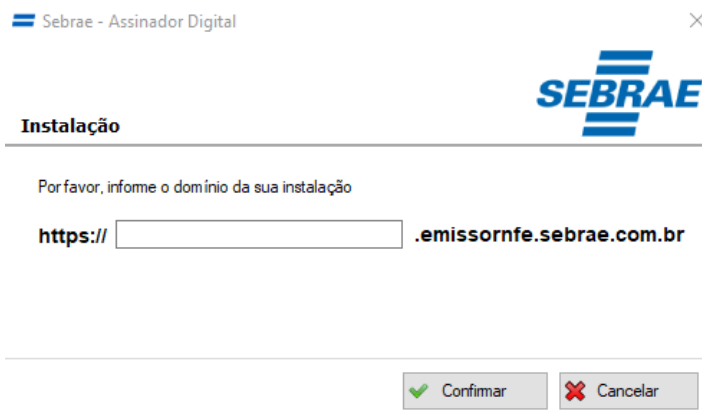 Sebrae - Assinador Digital
SEBRAE
Instalação
Por favor, informe o domínio da sua instalação
https:// .emissornfe.sebrae.com.br
Confirmar Cancelar